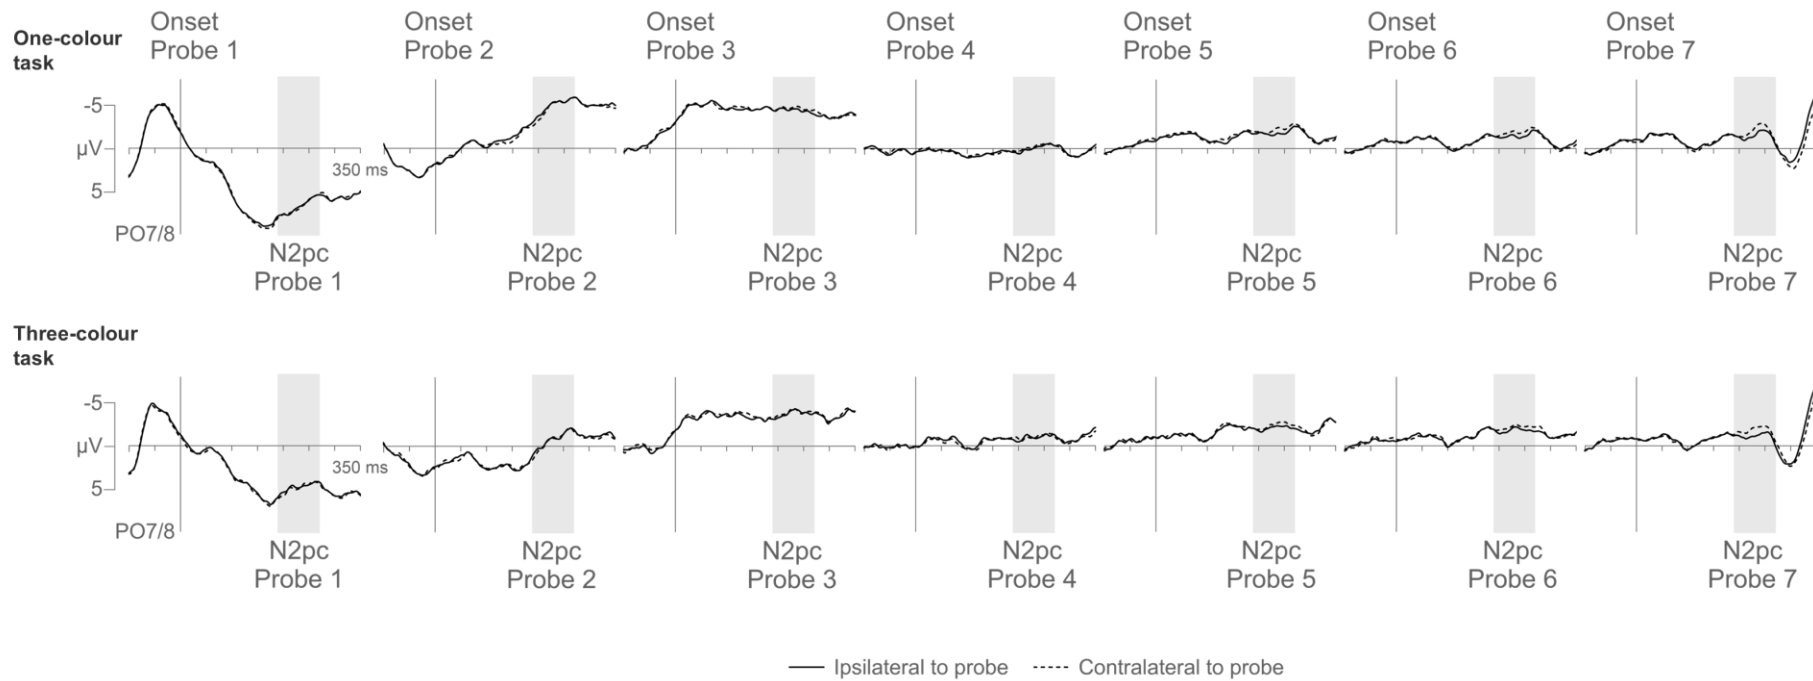 One-colour
task
Onset
Probe 1
Onset
Probe 2
Onset
Probe 3
Onset
Probe 4
Onset
Probe 5
Onset
Probe 6
Onset
Probe 7
-5
µV
5
350 ms
PO7/8
N2pc
Probe 1
N2pc
Probe 2
N2pc
Probe 3
N2pc
Probe 4
N2pc
Probe 5
N2pc
Probe 6
N2pc
Probe 7
Three-colour
task
-5
µV
5
350 ms
PO7/8
N2pc
Probe 1
N2pc
Probe 2
N2pc
Probe 3
N2pc
Probe 4
N2pc
Probe 5
N2pc
Probe 6
N2pc
Probe 7
Ipsilateral to probe
Contralateral to probe